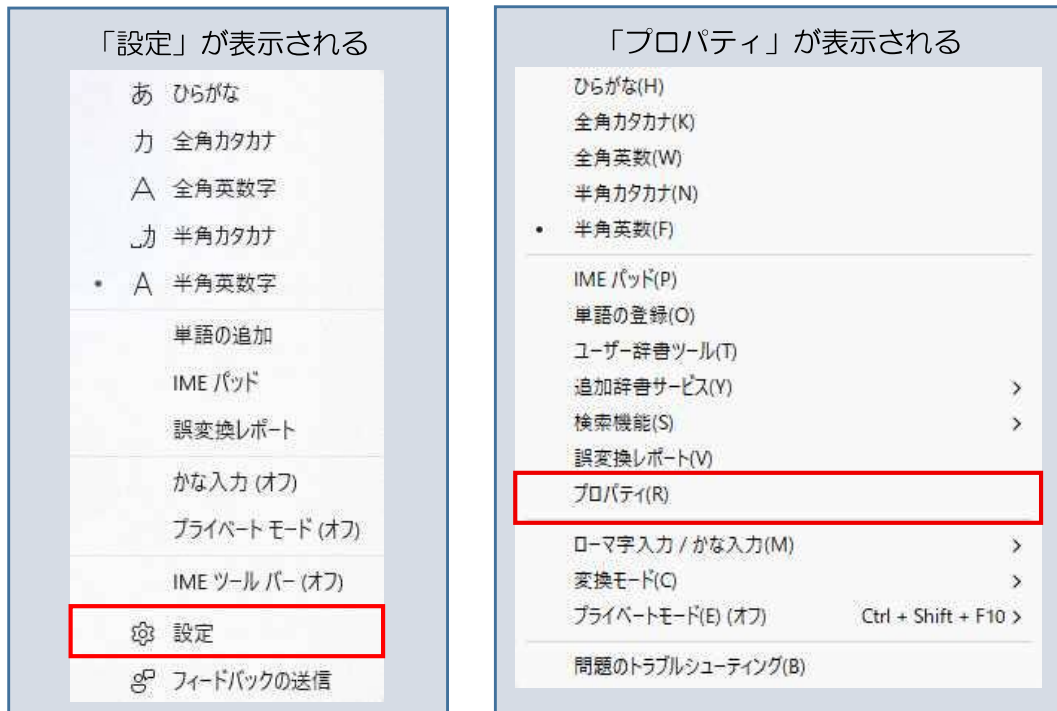 「設定」が表示される
あ ひらがな
カ 全角カタカナ
A 全角英数字
_カ 半角カタカナ
• A 半角英数字
単語の追加
IME パッド
誤変換レポート
かな入力 (オフ)
プライベート モード (オフ)
IME ツール バー (オフ)
設定
フィードバックの送信
「プロパティ」が表示される
ひらがな(H)
全角カタカナ(K)
全角英数(W)
半角カタカナ(N)
• 半角英数(F)
IME パッド(P)
単語の登録(O)
ユーザー辞書ツール(T)
追加辞書サービス(Y) >
検索機能(S) >
誤変換レポート(V)
プロパティ(R)
ローマ字入力 / かな入力(M) >
変換モード(C) >
プライベートモード(E) (オフ) Ctrl + Shift + F10 >
問題のトラブルシューティング(B)